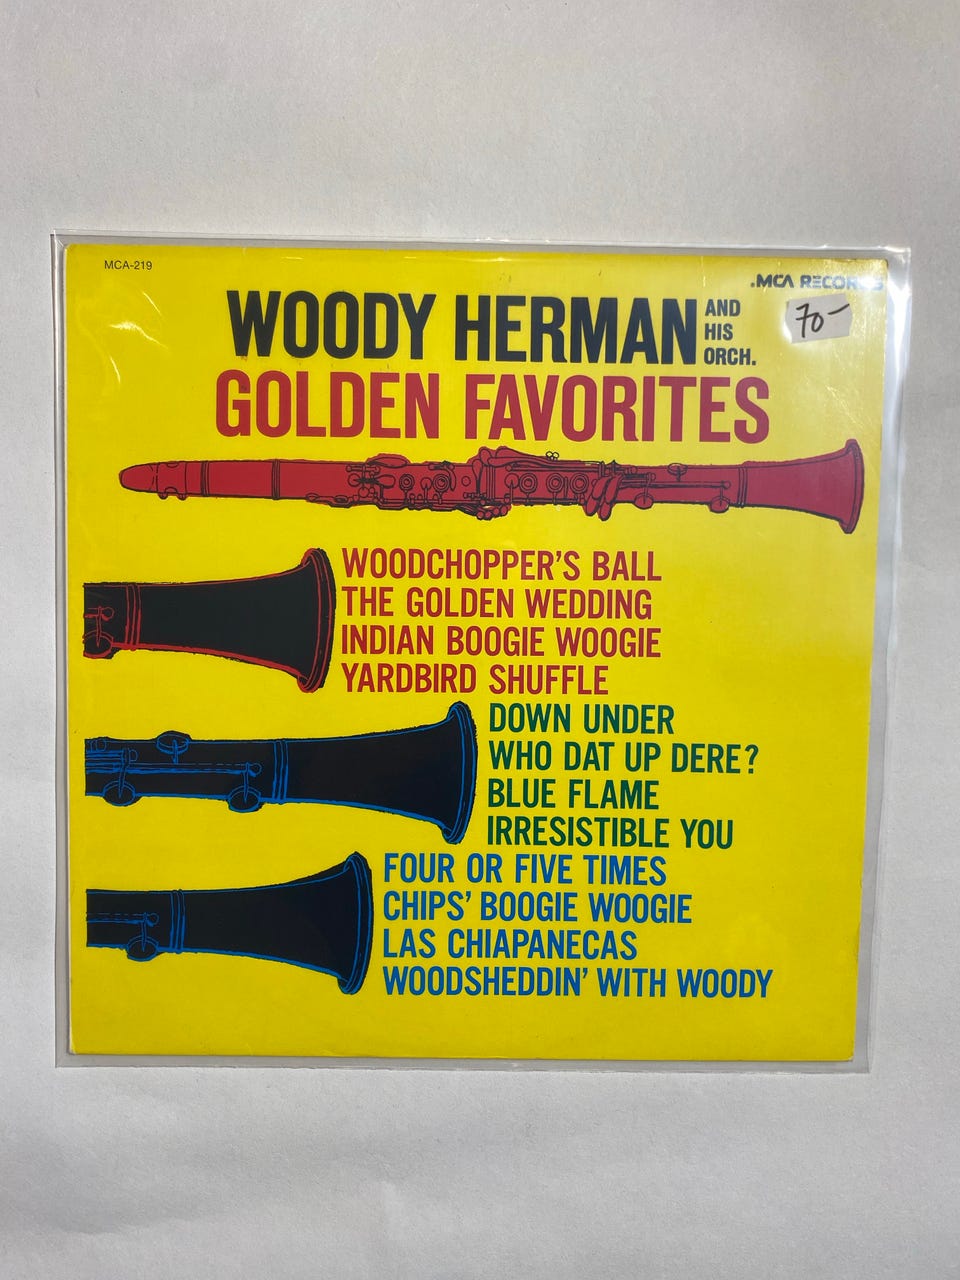 MCA-219
.MCA RECORDS
WOODY HERMAN AND HIS ORCH.
70-
GOLDEN FAVORITES
WOODCHOPPER'S BALL
THE GOLDEN WEDDING
INDIAN BOOGIE WOOGIE
YARDBIRD SHUFFLE
DOWN UNDER
WHO DAT UP DERE?
BLUE FLAME
IRRESISTIBLE YOU
FOUR OR FIVE TIMES
CHIPS' BOOGIE WOOGIE
LAS CHIAPANECAS
WOODSHEDDIN' WITH WOODY